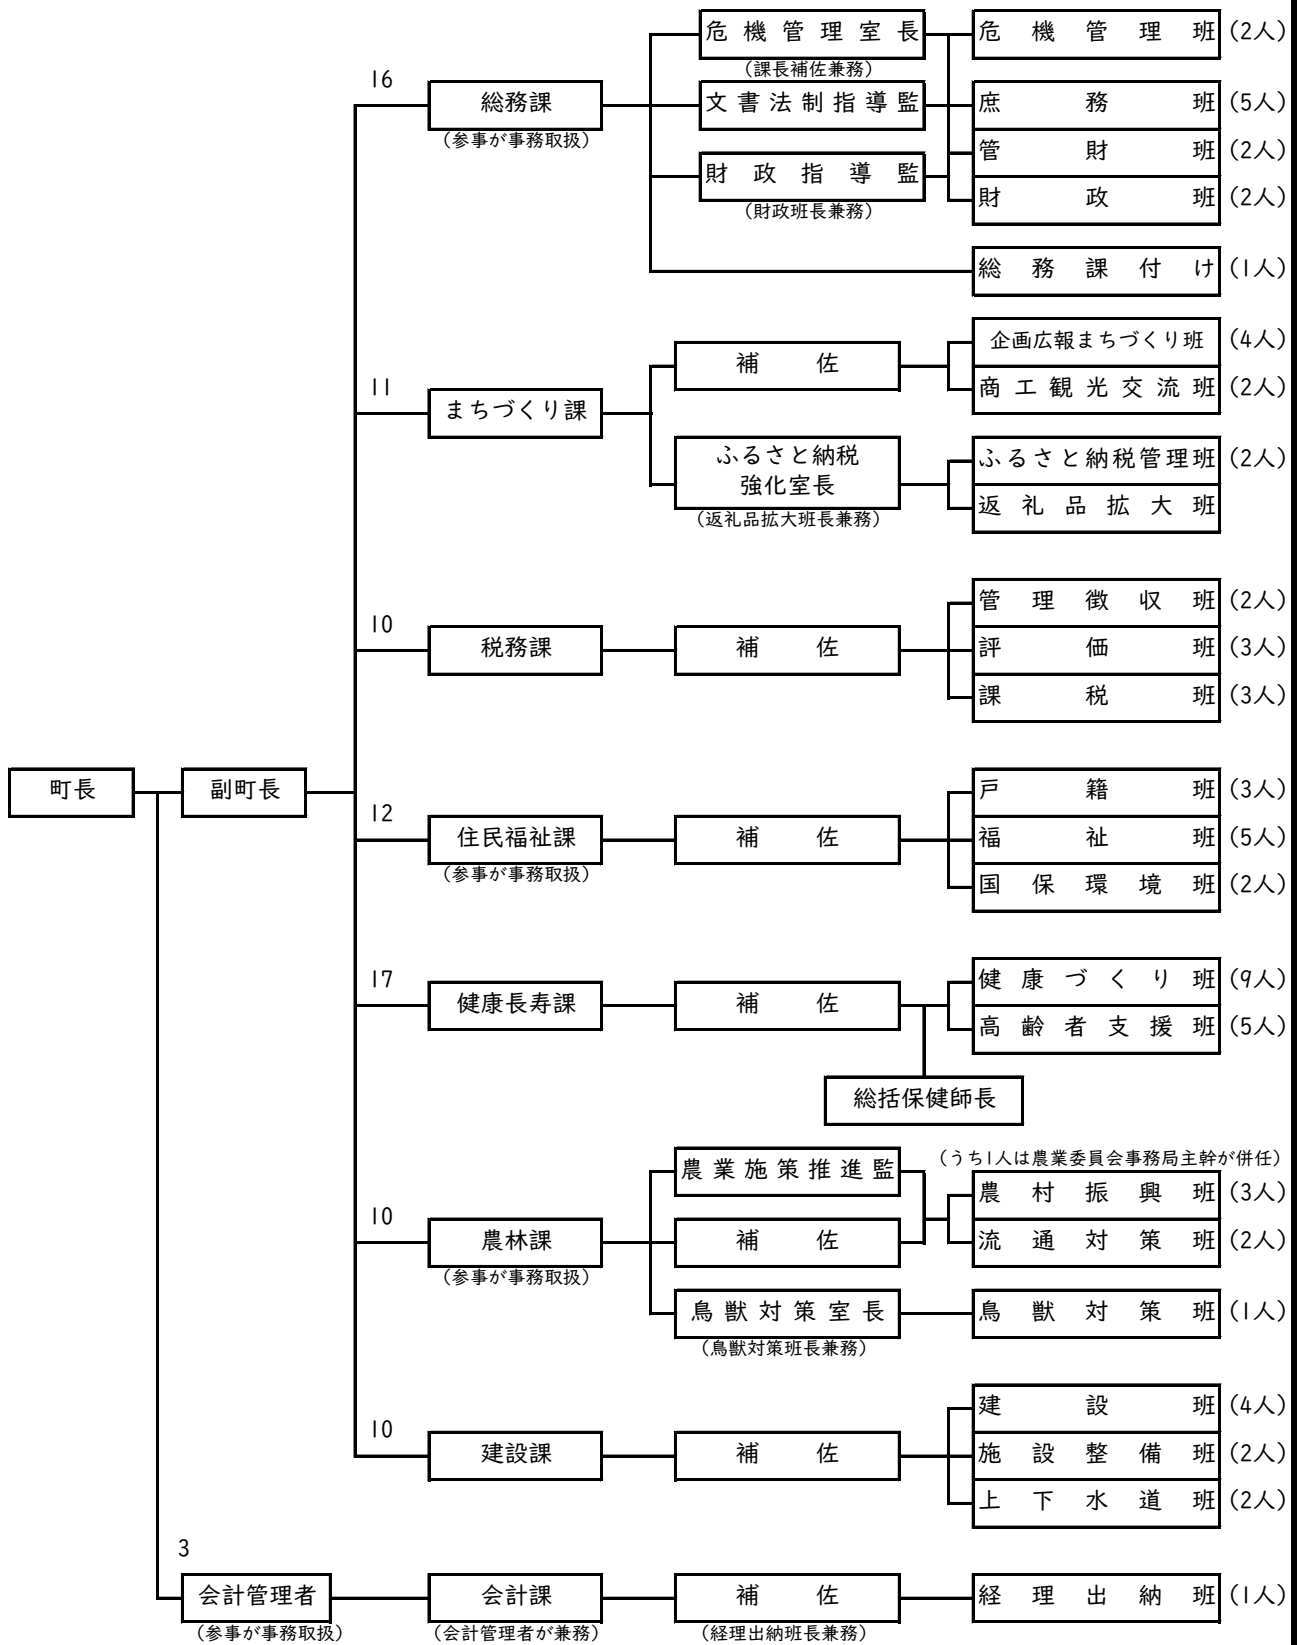 危機管理室長 危機管理班 (2人)
(課長補佐兼務)
16
総務課 文書法制指導監 庶務班 (5人)
(参事が事務取扱)
管財班 (2人)
財政指導監
財政班 (2人)
(財政班長兼務)
総務課付け (1人)
企画広報まちづくり班 (4人)
補佐
11
商工観光交流班 (2人)
まちづくり課
ふるさと納税
強化室長
ふるさと納税管理班 (2人)
返礼品拡大班
(返礼品拡大班長兼務)
管理徴収班 (2人)
10
税務課 補佐 評価班 (3人)
課税班 (3人)
町長 副町長
戸籍班 (3人)
12
住民福祉課 補佐 福祉班 (5人)
(参事が事務取扱)
国保環境班 (2人)
17
健康づくり班 (9人)
健康長寿課 補佐
高齢者支援班 (5人)
総括保健師長
(うち1人は農業委員会事務局主幹が併任)
農業施策推進監
農村振興班 (3人)
10
農林課 補佐 流通対策班 (2人)
(参事が事務取扱)
鳥獣対策室長 鳥獣対策班 (1人)
(鳥獣対策班長兼務)
建設班 (4人)
10
建設課 補佐 施設整備班 (2人)
上下水道班 (2人)
3
会計管理者 会計課 補佐 経理出納班 (1人)
(参事が事務取扱) (会計管理者が兼務) (経理出納班長兼務)